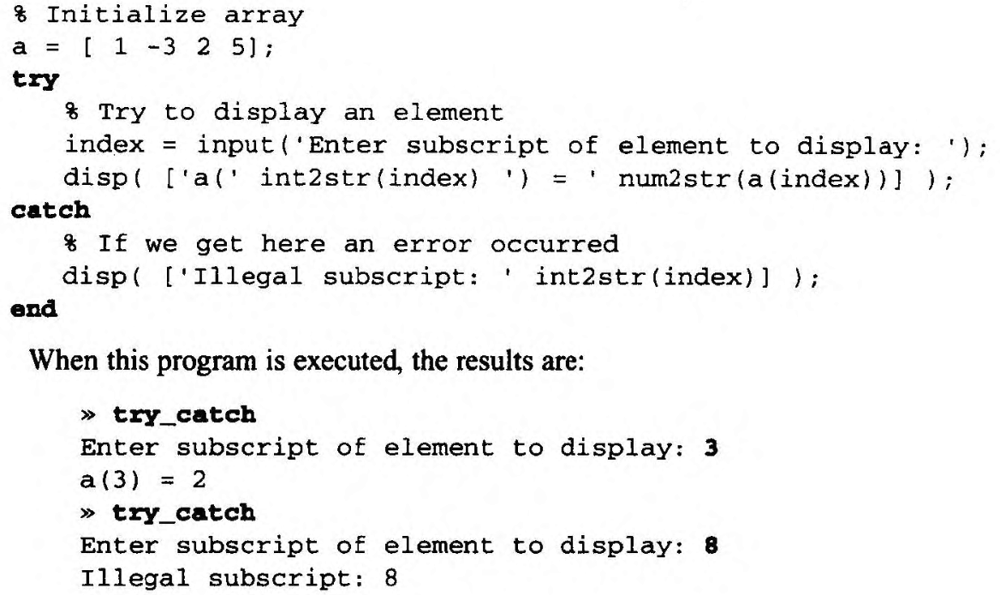 % Initialize array
a = [ 1 -3 2 5];
try
% Try to display an element
index = input('Enter subscript of element to display: ');
disp( ['a(' int2str(index) ') = ' num2str(a(index))] );
catch
% If we get here an error occurred
disp( ['Illegal subscript: ' int2str(index)] );
end
When this program is executed, the results are:
» try_catch
Enter subscript of element to display: 3
a(3) = 2
» try_catch
Enter subscript of element to display: 8
Illegal subscript: 8